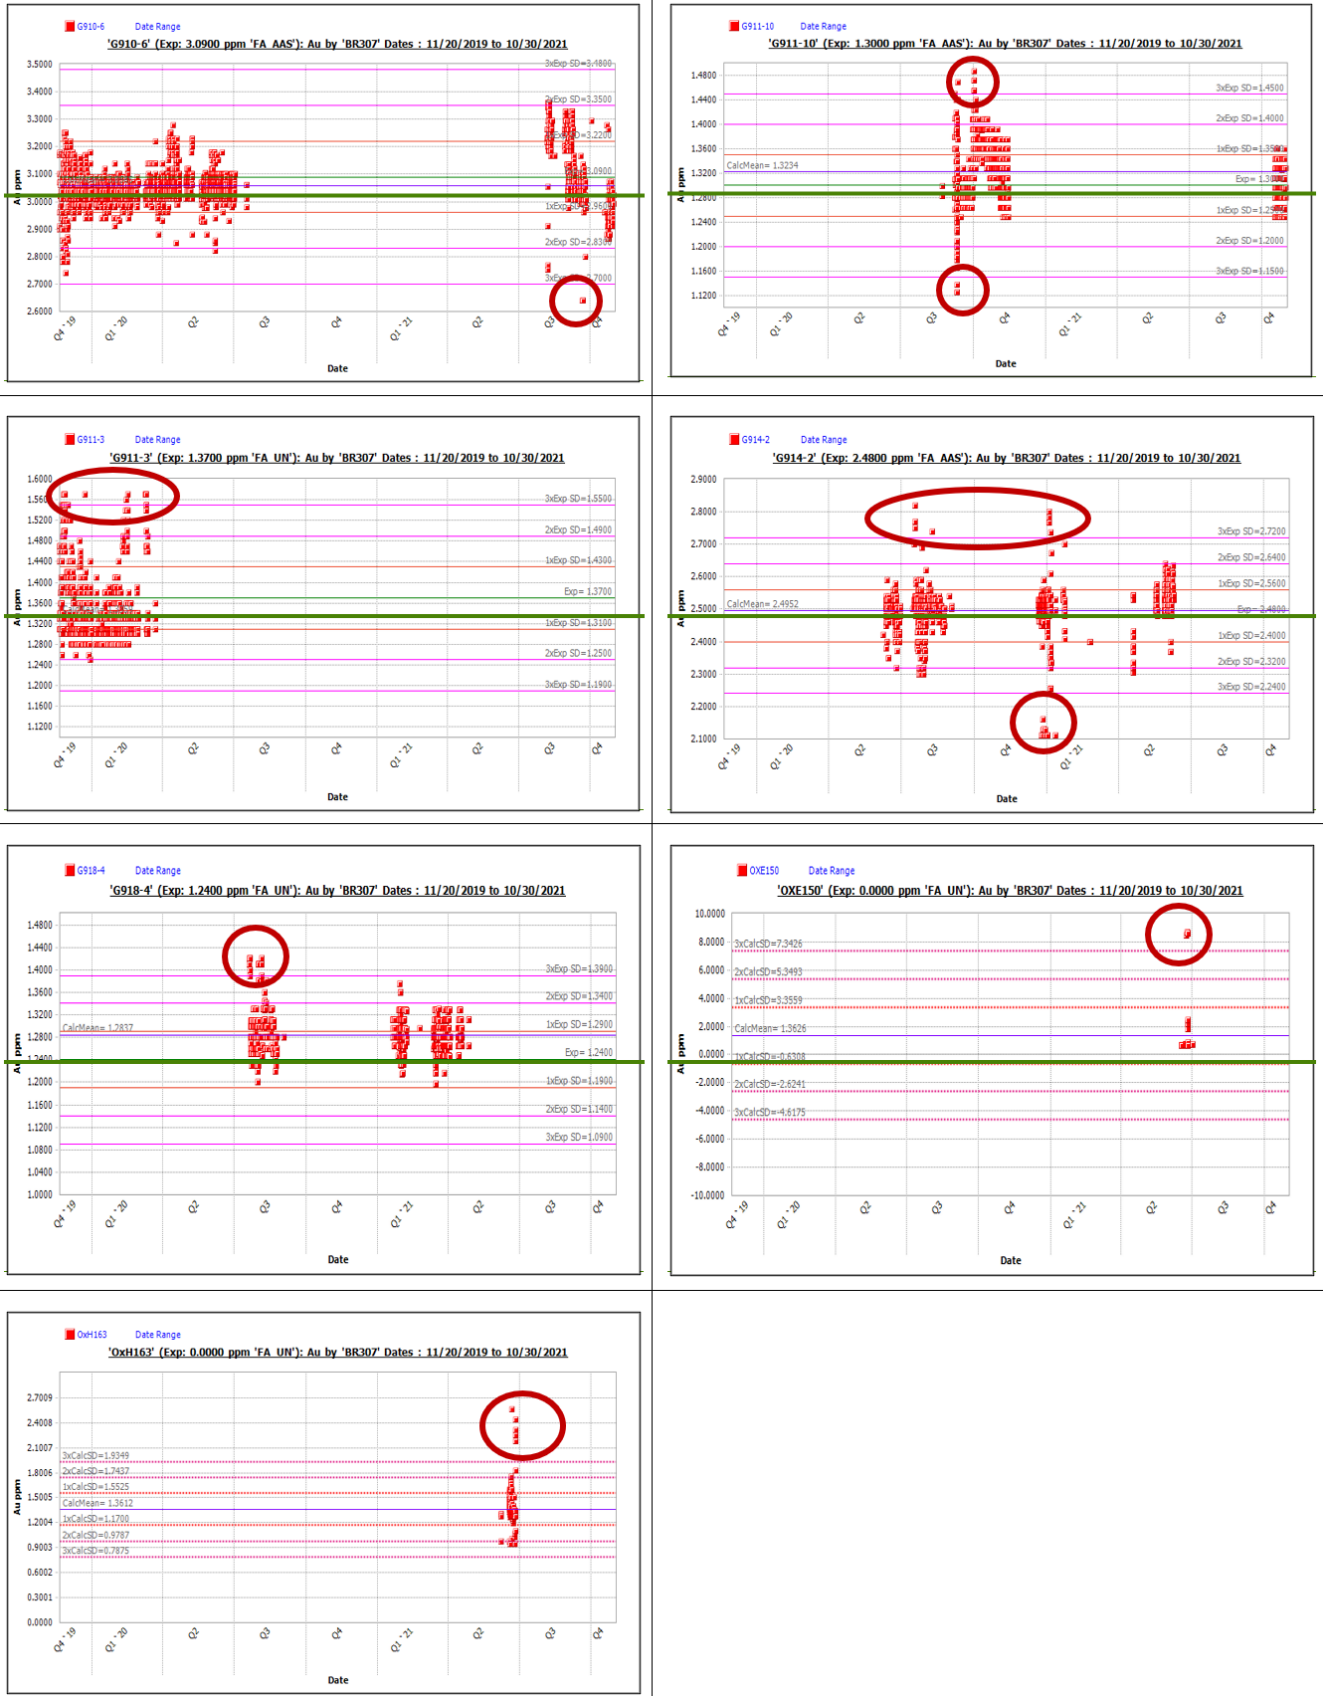 G910-6 Date Range
'G910-6' (Exp: 3.0900 ppm 'FA_AAS'): Au by 'BR307' Dates : 11/20/2019 to 10/30/2021
3.5000
3.4000
3.3000
3.2000
3.1000
3.0000
2.9000
2.8000
2.7000
2.6000
3xExp SD=3.4800
2xExp SD=3.3500
2xExp SD=2.8300
Au ppm
Q4 '19 Q1 '20 Q2 Q3 Q4 Q1 '21 Q2 Q3 Q4
Date
G911-10 Date Range
'G911-10' (Exp: 1.3000 ppm 'FA_AAS'): Au by 'BR307' Dates : 11/20/2019 to 10/30/2021
1.4800
1.4400
1.4000
1.3600
1.3200
1.2800
1.2400
1.2000
1.1600
1.1200
3xExp SD=1.4500
2xExp SD=1.4000
CalcMean= 1.3234
2xExp SD=1.2000
3xExp SD=1.1500
Au ppm
Q4 '19 Q1 '20 Q2 Q3 Q4 Q1 '21 Q2 Q3 Q4
Date
G911-3 Date Range
'G911-3' (Exp: 1.3700 ppm 'FA_UN'): Au by 'BR307' Dates : 11/20/2019 to 10/30/2021
1.6000
1.5600
1.5200
1.4800
1.4400
1.4000
1.3600
1.3200
1.2800
1.2400
1.2000
1.1600
1.1200
3xExp SD=1.5500
2xExp SD=1.4900
1xExp SD=1.4300
Exp= 1.3700
1xExp SD=1.3100
2xExp SD=1.2500
3xExp SD=1.1900
Au ppm
Q4 '19 Q1 '20 Q2 Q3 Q4 Q1 '21 Q2 Q3 Q4
Date
G914-2 Date Range
'G914-2' (Exp: 2.4800 ppm 'FA_AAS'): Au by 'BR307' Dates : 11/20/2019 to 10/30/2021
2.9000
2.8000
2.7000
2.6000
2.5000
2.4000
2.3000
2.2000
2.1000
3xExp SD=2.7200
2xExp SD=2.6400
1xExp SD=2.5600
CalcMean= 2.4952
Exp= 2.4800
1xExp SD=2.4000
2xExp SD=2.3200
3xExp SD=2.2400
Au ppm
Q4 '19 Q1 '20 Q2 Q3 Q4 Q1 '21 Q2 Q3 Q4
Date
G918-4 Date Range
'G918-4' (Exp: 1.2400 ppm 'FA_UN'): Au by 'BR307' Dates : 11/20/2019 to 10/30/2021
1.4800
1.4400
1.4000
1.3600
1.3200
1.2800
1.2400
1.2000
1.1600
1.1200
1.0800
1.0400
1.0000
3xExp SD=1.3900
2xExp SD=1.3400
1xExp SD=1.2900
CalcMean= 1.2837
Exp= 1.2400
1xExp SD=1.1900
2xExp SD=1.1400
3xExp SD=1.0900
Au ppm
Q4 '19 Q1 '20 Q2 Q3 Q4 Q1 '21 Q2 Q3 Q4
Date
OXE150 Date Range
'OXE150' (Exp: 0.0000 ppm 'FA_UN'): Au by 'BR307' Dates : 11/20/2019 to 10/30/2021
10.0000
8.0000
6.0000
4.0000
2.0000
0.0000
-2.0000
-4.0000
-6.0000
-8.0000
-10.0000
3xCalcSD=7.3426
2xCalcSD=5.3493
1xCalcSD=3.3559
CalcMean= 1.3626
1xCalcSD=-0.6308
2xCalcSD=-2.6241
3xCalcSD=-4.6175
Au ppm
Q4 '19 Q1 '20 Q2 Q3 Q4 Q1 '21 Q2 Q3 Q4
Date
OxH163 Date Range
'OxH163' (Exp: 0.0000 ppm 'FA_UN'): Au by 'BR307' Dates : 11/20/2019 to 10/30/2021
2.7009
2.4008
2.1007
1.8006
1.5005
1.2004
0.9003
0.6002
0.3001
0.0000
3xCalcSD=1.9349
2xCalcSD=1.7437
1xCalcSD=1.5525
CalcMean= 1.3612
1xCalcSD=1.1700
2xCalcSD=0.9787
3xCalcSD=0.7875
Au ppm
Q4 '19 Q1 '20 Q2 Q3 Q4 Q1 '21 Q2 Q3 Q4
Date